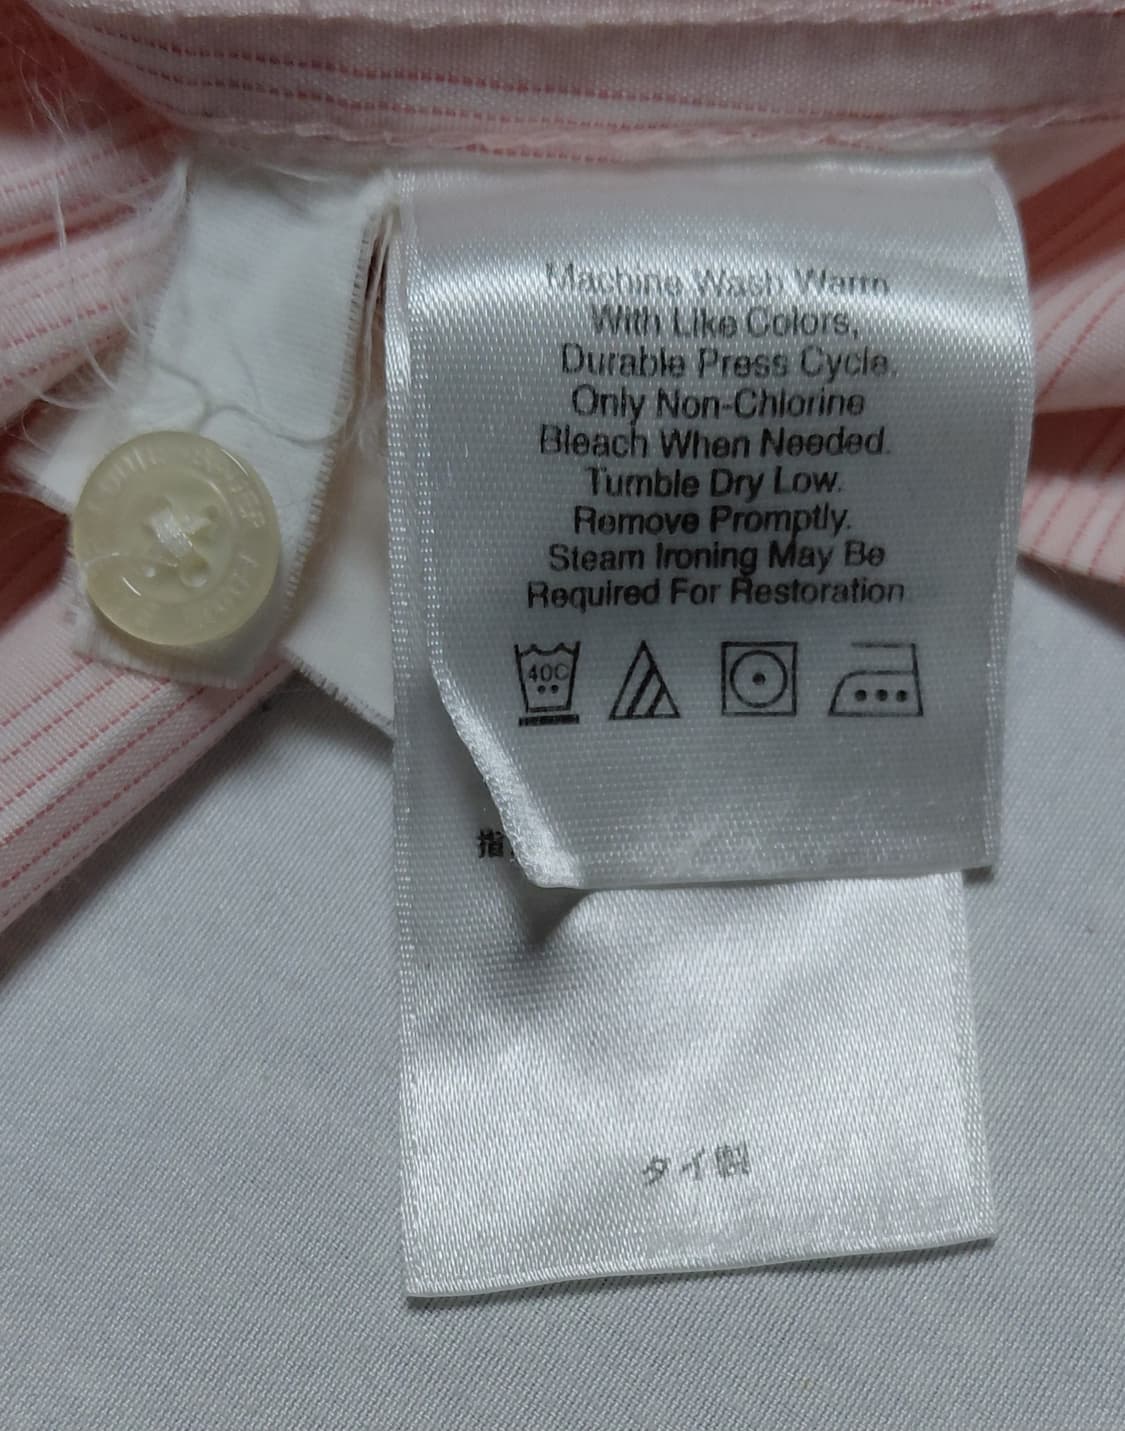 Machine Wash Warm
With Like Colors,
Durable Press Cycle.
Only Non-Chlorine
Bleach When Needed.
Tumble Dry Low.
Remove Promptly.
Steam Ironing May Be
Required For Restoration
40C
指
タイ製